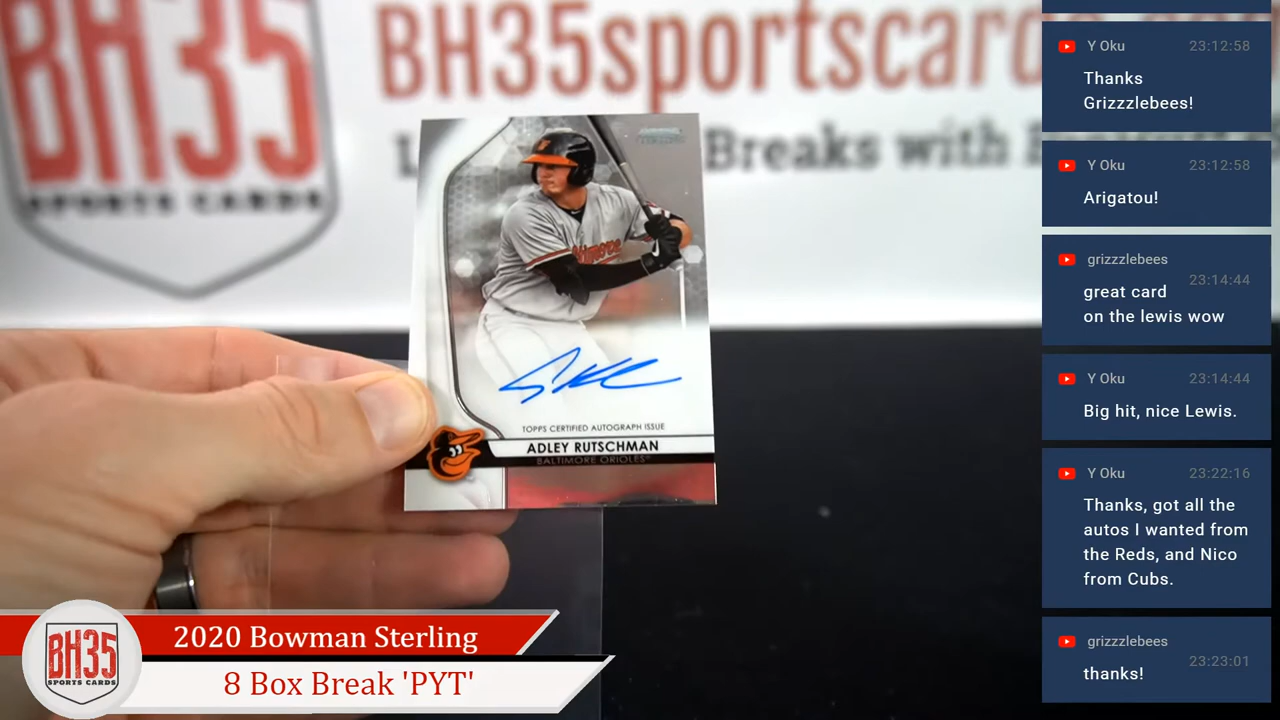 BH35
SPORTS CARDS
BH35sportscard
Breaks with
TOPPS CERTIFIED AUTOGRAPH ISSUE
ADLEY RUTSCHMAN
BALTIMORE ORIOLES
BH35
SPORTS CARDS
2020 Bowman Sterling
8 Box Break 'PYT'
Y Oku 23:12:58
Thanks
Grizzzlebees!
Y Oku 23:12:58
Arigatou!
grizzzlebees 23:14:44
great card
on the lewis wow
Y Oku 23:14:44
Big hit, nice Lewis.
Y Oku 23:22:16
Thanks, got all the
autos I wanted from
the Reds, and Nico
from Cubs.
grizzzlebees 23:23:01
thanks!